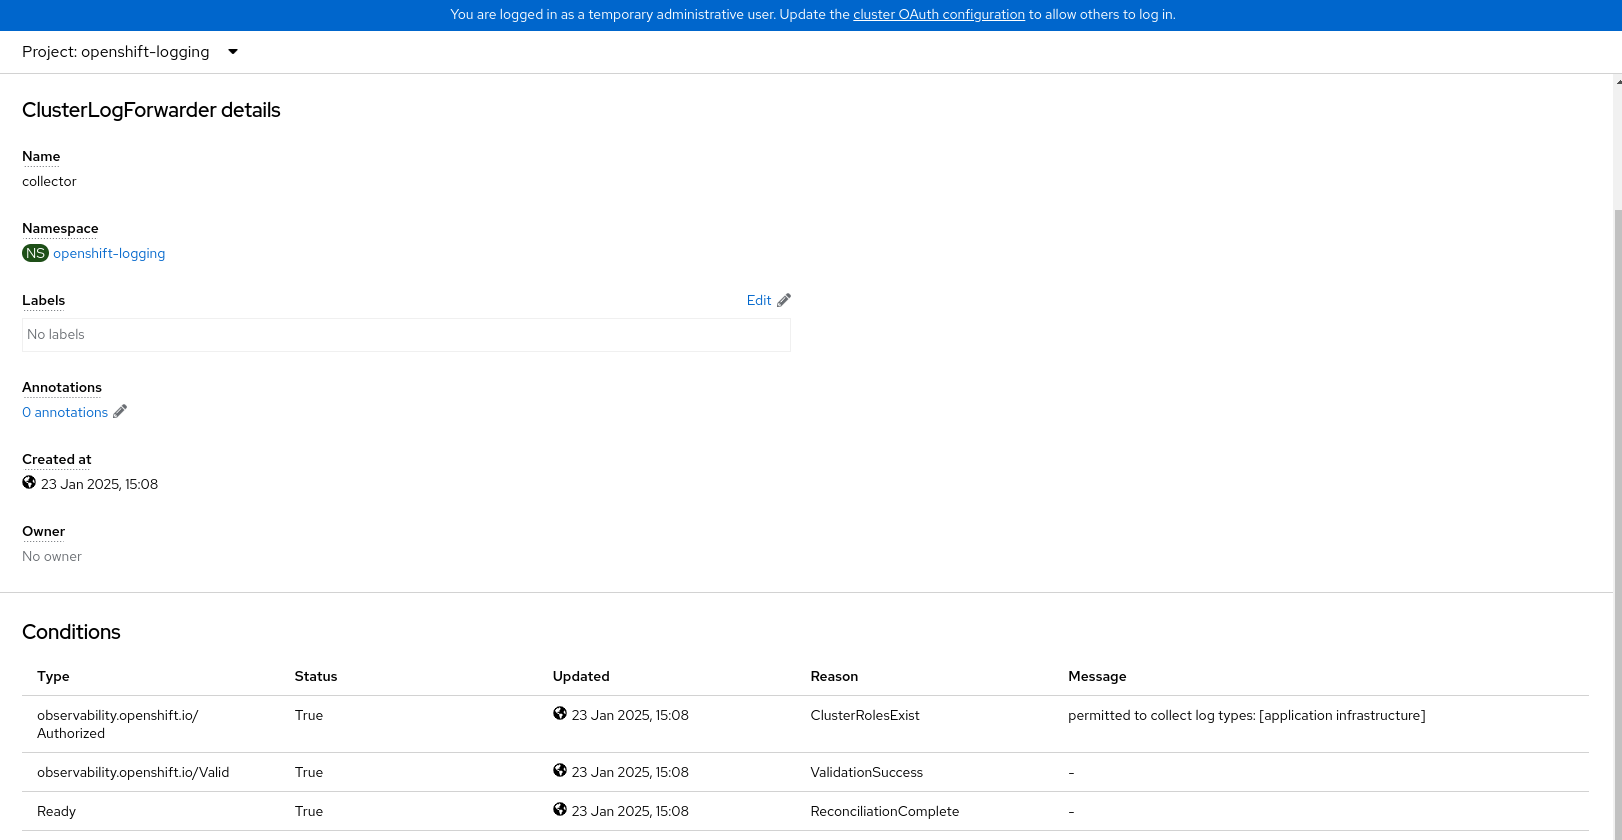 You are logged in as a temporary administrative user. Update the cluster OAuth configuration to allow others to log in.
Project: openshift-logging
ClusterLogForwarder details
Name
collector
Namespace
NS openshift-logging
Labels
Edit
No labels
Annotations
0 annotations
Created at
23 Jan 2025, 15:08
Owner
No owner
Conditions
Type Status Updated Reason Message
observability.openshift.io/ True 23 Jan 2025, 15:08 ClusterRolesExist permitted to collect log types: [application infrastructure]
Authorized
observability.openshift.io/Valid True 23 Jan 2025, 15:08 ValidationSuccess -
Ready True 23 Jan 2025, 15:08 ReconciliationComplete -